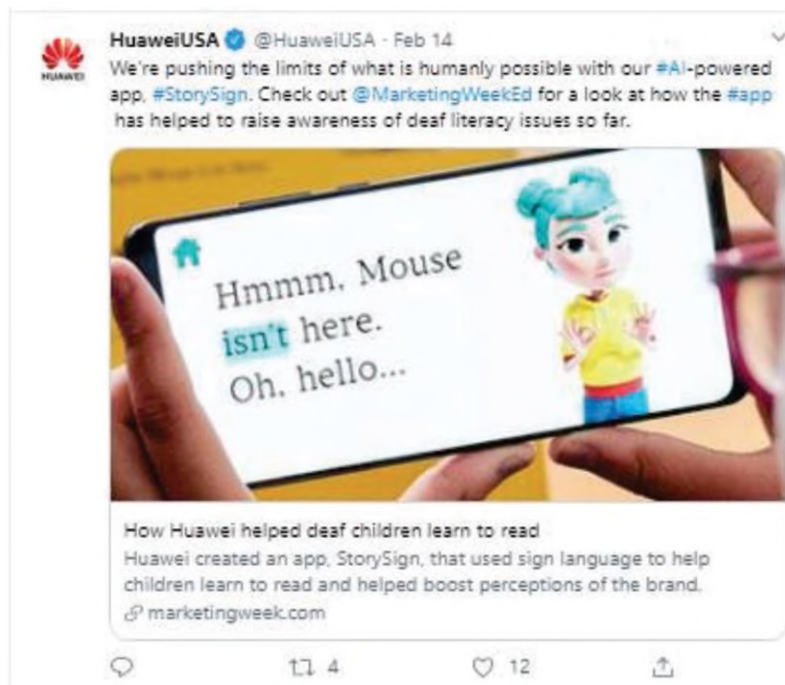 HuaweiUSA @HuaweiUSA · Feb 14
HUAWEI
We're pushing the limits of what is humanly possible with our #AI-powered
app, #StorySign. Check out @MarketingWeekEd for a look at how the #app
has helped to raise awareness of deaf literacy issues so far.
Hmmm. Mouse
isn't here.
Oh, hello...
How Huawei helped deaf children learn to read
Huawei created an app, StorySign, that used sign language to help
children learn to read and helped boost perceptions of the brand.
marketingweek.com
4 12